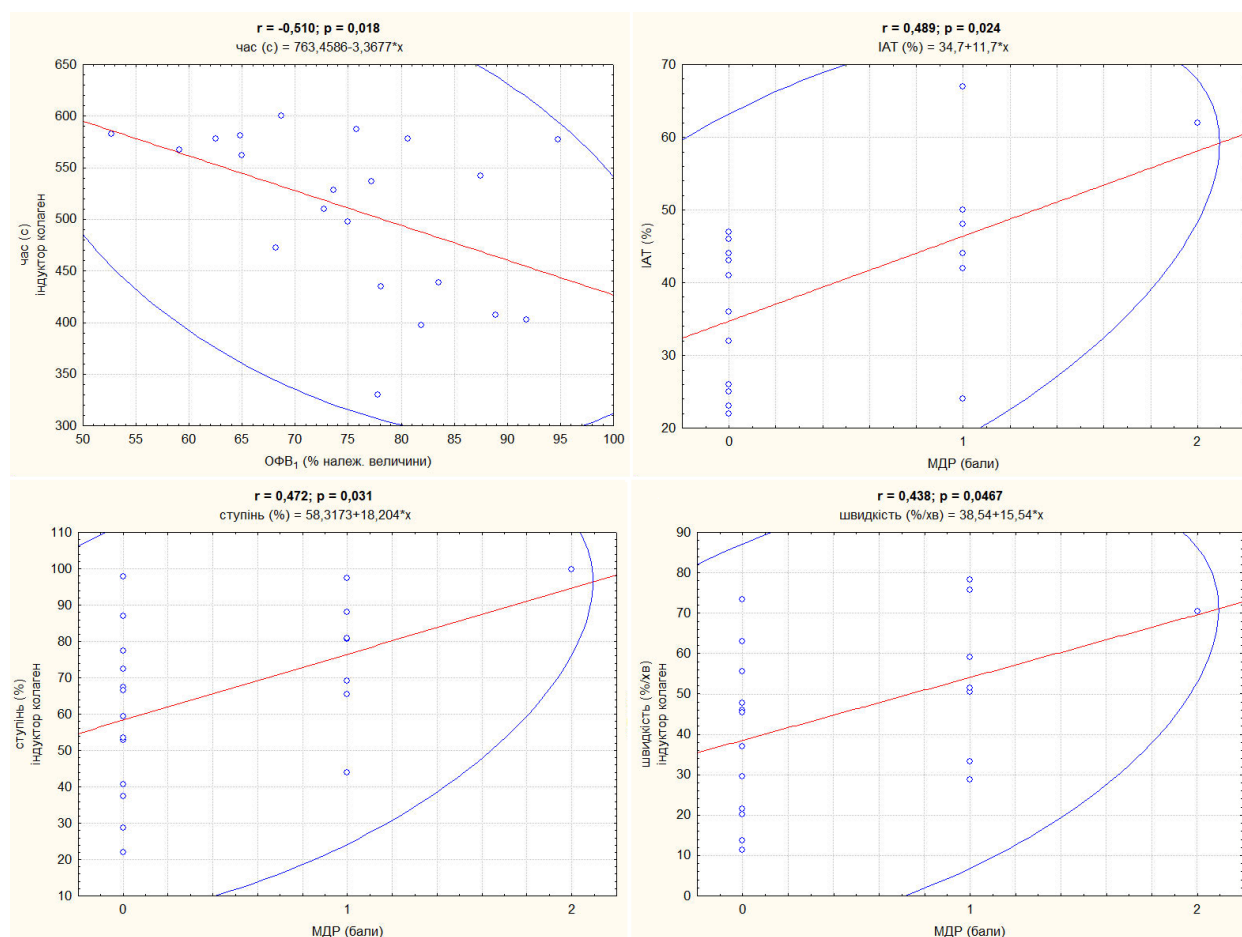 r = -0,510; p = 0,018
час (с) = 763,4586-3,3677*x
650
600
550
500
450
400
350
300
час (с)
індуктор колаген
50 55 60 65 70 75 80 85 90 95 100
ОФВ1 (% належ. величини)
r = 0,489; p = 0,024
ІАТ (%) = 34,7+11,7*x
70
60
50
40
30
20
ІАТ (%)
0 1 2
МДР (бали)
r = 0,472; p = 0,031
ступінь (%) = 58,3173+18,204*x
110
100
90
80
70
60
50
40
30
20
10
ступінь (%)
індуктор колаген
0 1 2
МДР (бали)
r = 0,438; p = 0,0467
швидкість (%/хв) = 38,54+15,54*x
90
80
70
60
50
40
30
20
10
0
швидкість (%/хв)
індуктор колаген
0 1 2
МДР (бали)